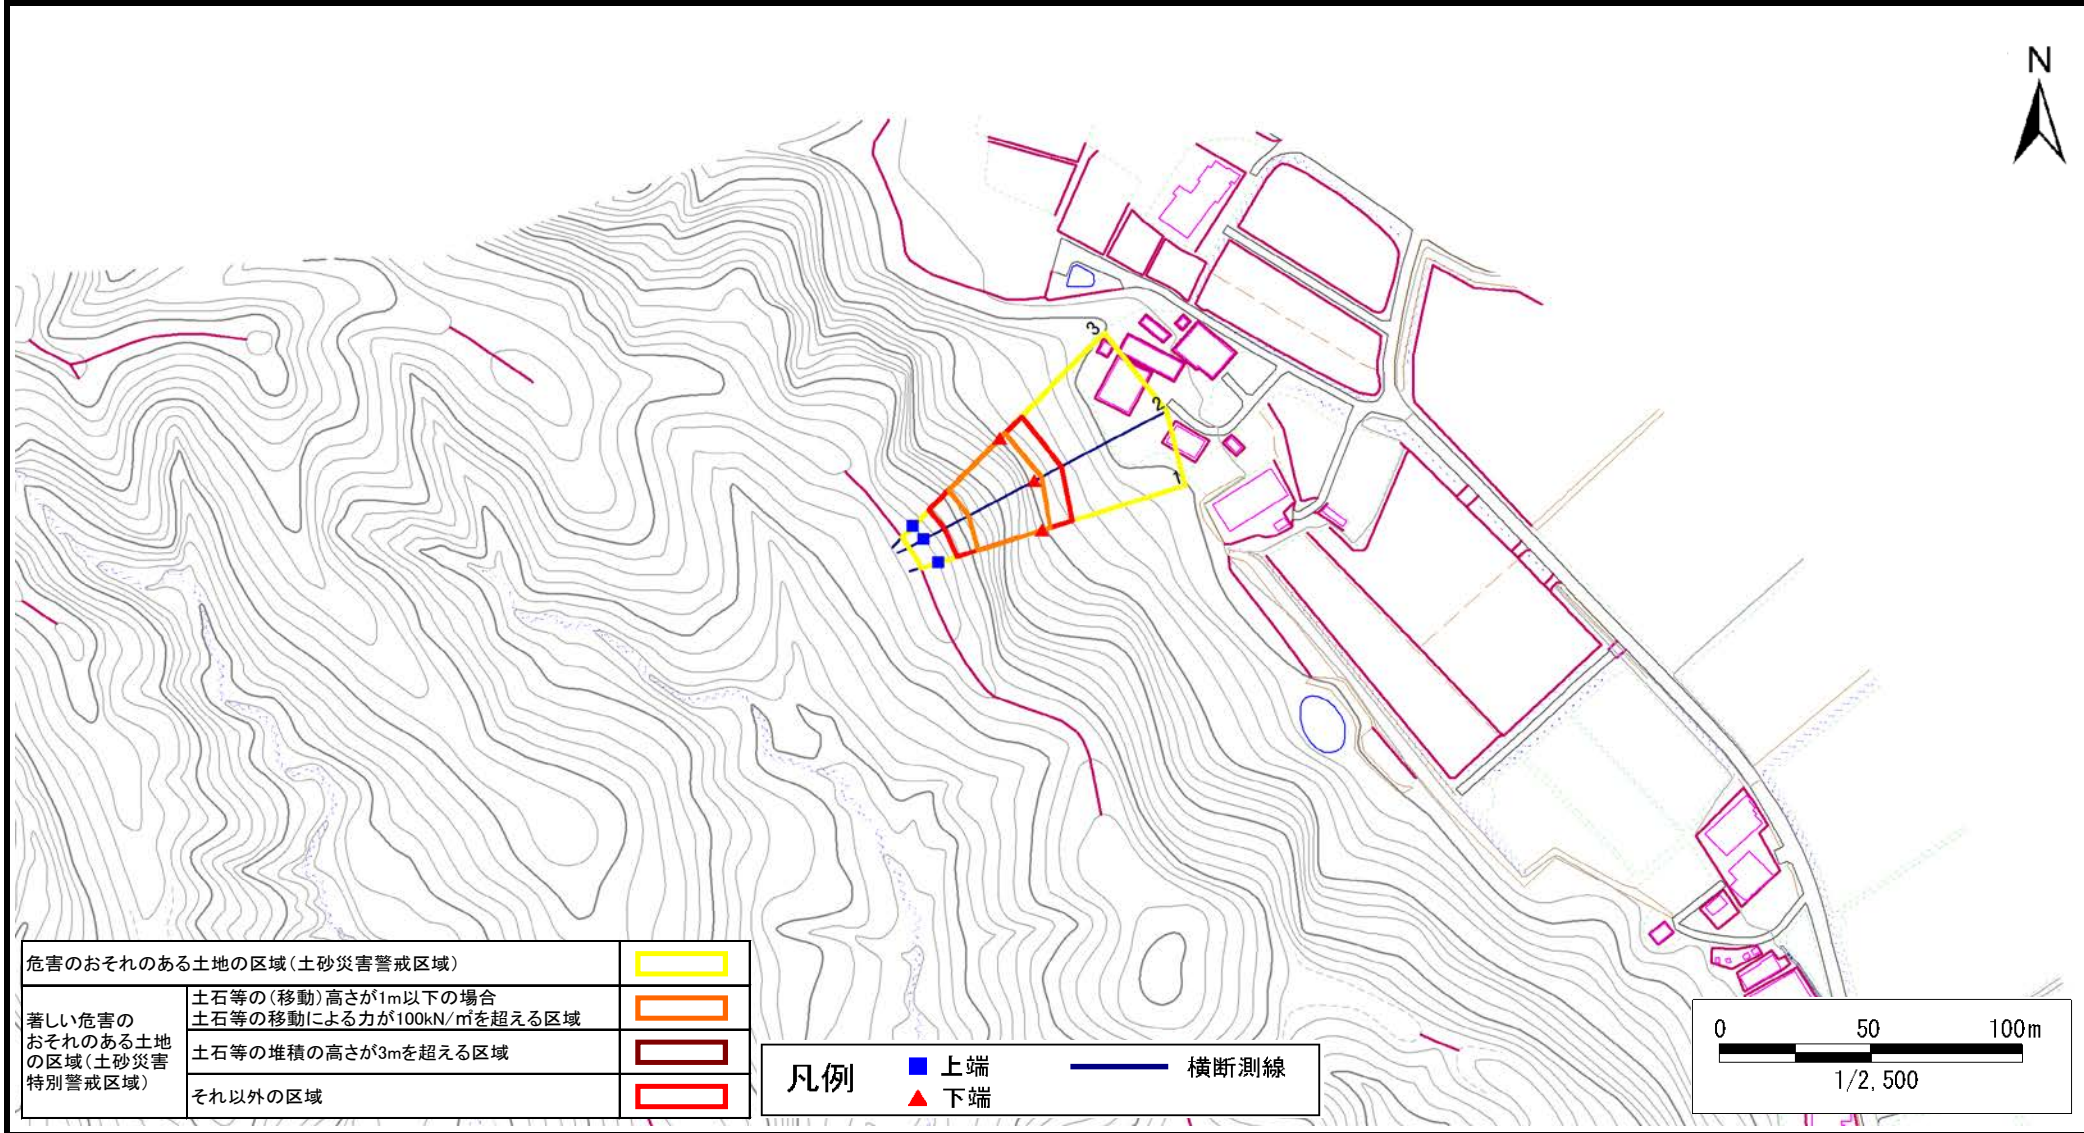 N
3
2
1
危害のおそれのある土地の区域(土砂災害警戒区域)
著しい危害の
おそれのある土地
の区域(土砂災害
特別警戒区域)
土石等の(移動)高さが1m以下の場合
土石等の移動による力が100kN/㎡を超える区域
土石等の堆積の高さが3mを超える区域
それ以外の区域
凡例
上端
下端
横断測線
0 50 100m
1/2,500